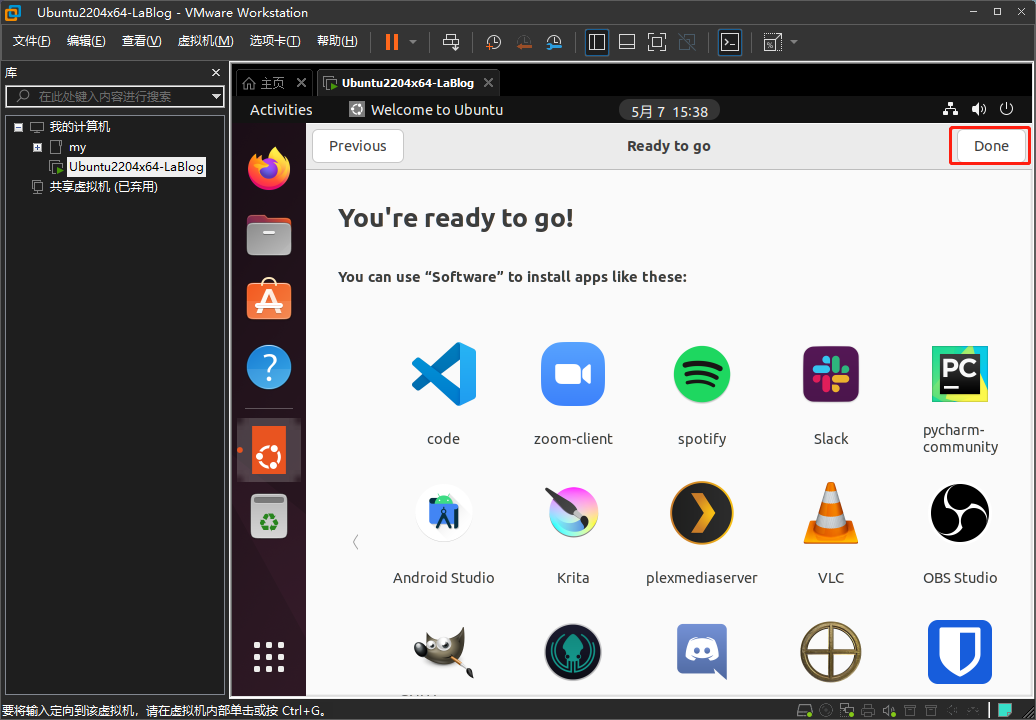 Ubuntu2204x64-LaBlog - VMware Workstation
文件(F) 编辑(E) 查看(V) 虚拟机(M) 选项卡(T) 帮助(H)
库
在此处键入内容进行搜索
我的计算机
my
Ubuntu2204x64-LaBlog
共享虚拟机 (已弃用)
主页 Ubuntu2204x64-LaBlog
Activities Welcome to Ubuntu 5月 7 15:38
Previous Ready to go Done
You're ready to go!
You can use “Software” to install apps like these:
PC
code zoom-client spotify Slack pycharm-community
Android Studio Krita plexmediaserver VLC OBS Studio
要将输入定向到该虚拟机，请在虚拟机内部单击或按 Ctrl+G。